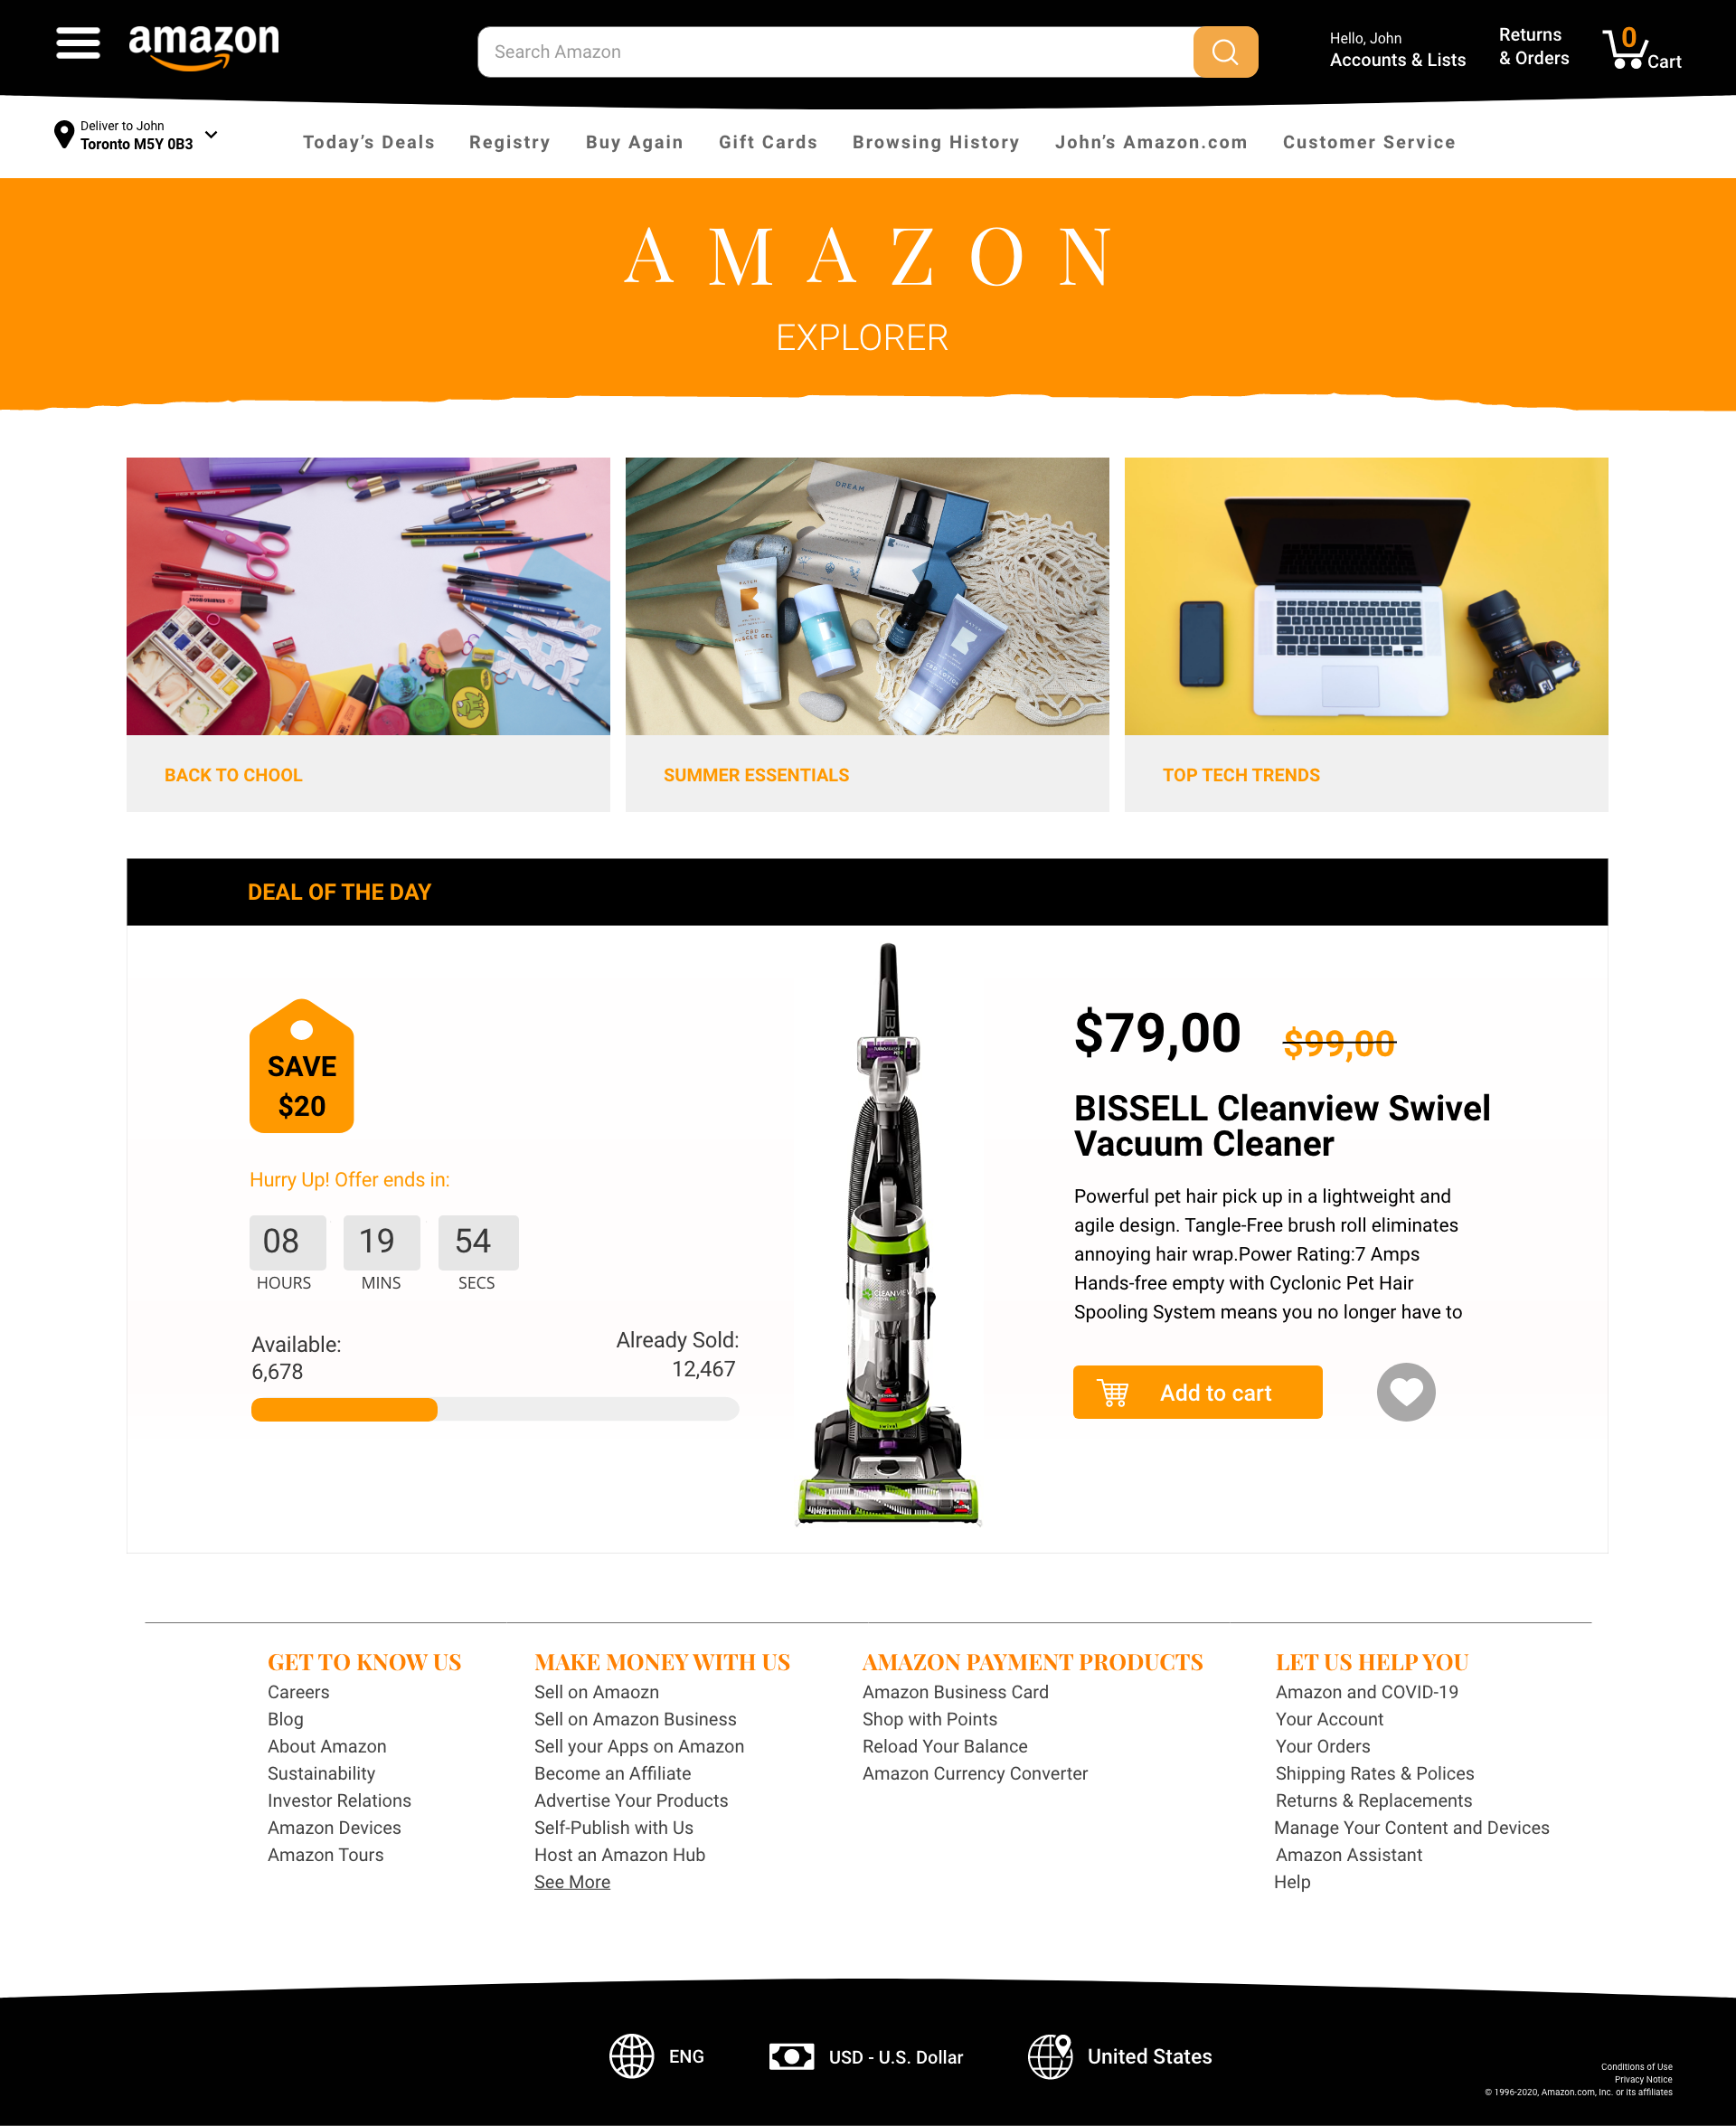 amazon
Search Amazon
Hello, John
Accounts & Lists
Returns
& Orders
0
Cart
Deliver to John
Toronto M5Y 0B3
Today's Deals
Registry
Buy Again
Gift Cards
Browsing History
John's Amazon.com
Customer Service
AMAZON
EXPLORER
DREAM
BACK TO CHOOL
SUMMER ESSENTIALS
TOP TECH TRENDS
DEAL OF THE DAY
SAVE
$20
Hurry Up! Offer ends in:
08
19
54
HOURS
MINS
SECS
Available:
6,678
Already Sold:
12,467
CLEANVIEW
swivel
$79,00
$99,00
BISSELL Cleanview Swivel
Vacuum Cleaner
Powerful pet hair pick up in a lightweight and
agile design. Tangle-Free brush roll eliminates
annoying hair wrap.Power Rating:7 Amps
Hands-free empty with Cyclonic Pet Hair
Spooling System means you no longer have to
Add to cart
GET TO KNOW US
Careers
Blog
About Amazon
Sustainability
Investor Relations
Amazon Devices
Amazon Tours
MAKE MONEY WITH US
Sell on Amaozn
Sell on Amazon Business
Sell your Apps on Amazon
Become an Affiliate
Advertise Your Products
Self-Publish with Us
Host an Amazon Hub
See More
AMAZON PAYMENT PRODUCTS
Amazon Business Card
Shop with Points
Reload Your Balance
Amazon Currency Converter
LET US HELP YOU
Amazon and COVID-19
Your Account
Your Orders
Shipping Rates & Polices
Returns & Replacements
Manage Your Content and Devices
Amazon Assistant
Help
ENG
USD - U.S. Dollar
United States
Conditions of Use
Privacy Notice
© 1996-2020, Amazon.com, Inc. or its affiliates